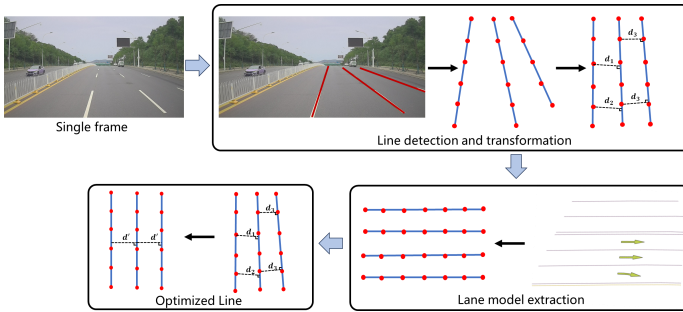 Single frame
d₃
d₁
d₂
d₃
Line detection and transformation
d′
d′
d₃
d₁
d₂
d₃
Optimized Line
Lane model extraction